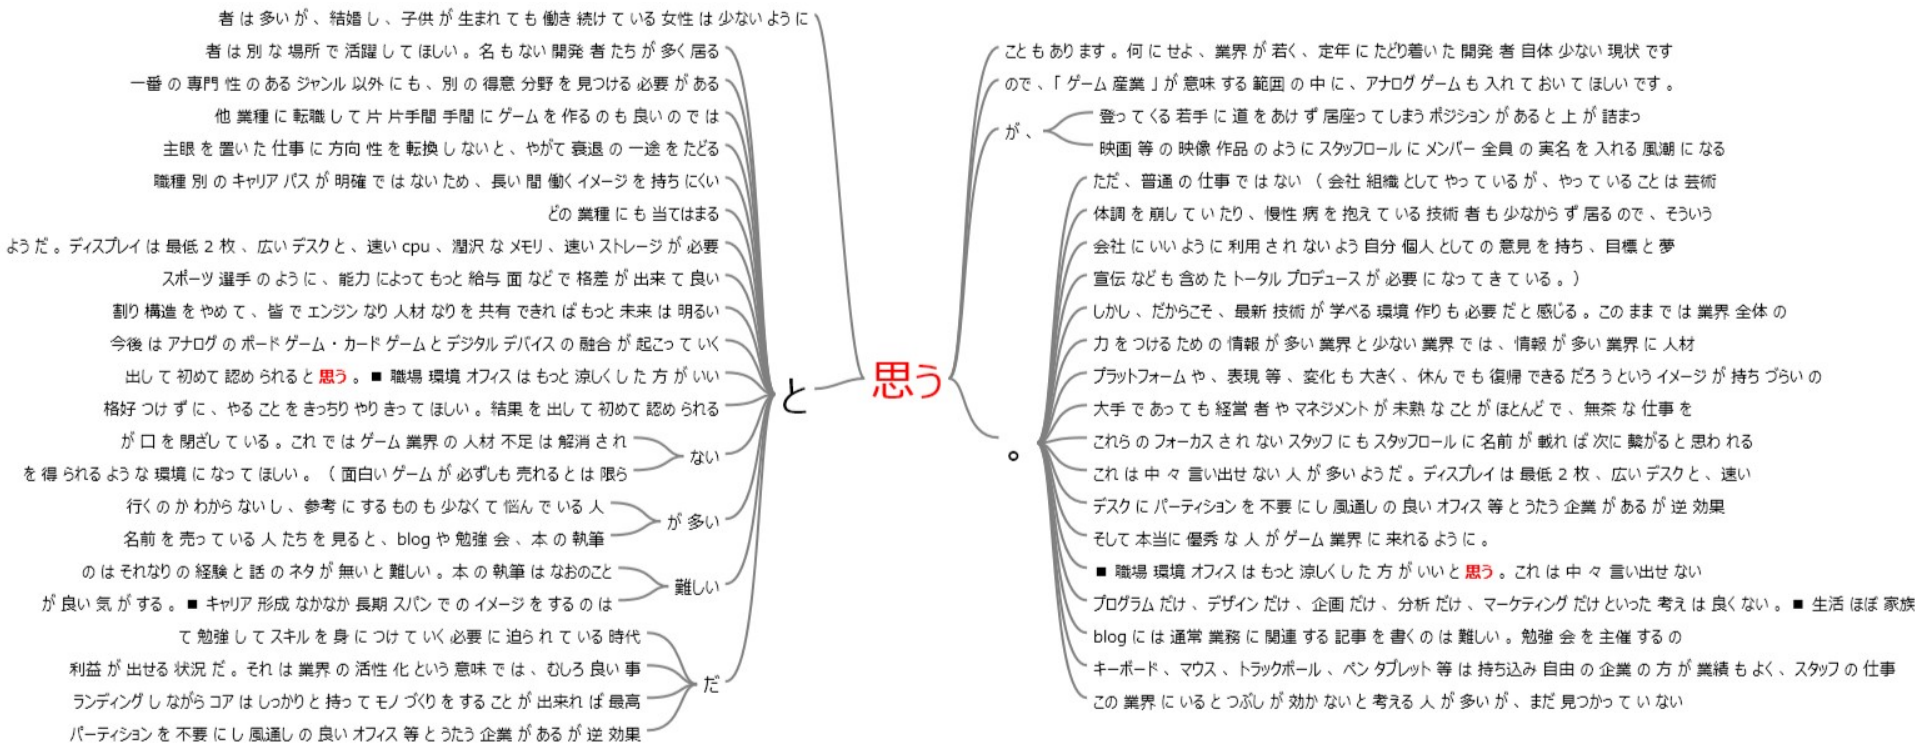 者 は 多い が 、 結婚 し 、 子供 が 生まれ ても 働き 続け て いる 女性 は 少ない よう に
者 は 別 な 場所 で 活躍 して ほしい 。 名 も ない 開発 者 たち が 多く 居る
一番 の 専門 性 の ある ジャンル 以外 に も 、 別 の 得意 分野 を 見つける 必要 が ある
他 業種 に 転職 して 片 片手間 手間 に ゲーム を 作る の も 良い の で は
主眼 を 置いた 仕事 に 方向 性 を 転換 し ない と 、 やがて 衰退 の 一途 を たどる
職種 別 の キャリア パス が 明確 で は ない ため 、 長い 間 働く イメージ を 持ち にくい
どの 業種 に も 当てはまる
ようだ 。 ディスプレイ は 最低 2 枚 、 広い デスク と 、 速い cpu 、 潤沢 な メモリ 、 速い ストレージ が 必要
スポーツ 選手 の ように 、 能力 によって もっと 給与 面 など で 格差 が 出来 て 良い
割り 構造 を やめ て 、 皆 で エンジン なり 人材 なり を 共有 できれ ば もっと 未来 は 明るい
今後 は アナログ の ボード ゲーム ・ カード ゲーム と デジタル デバイス の 融合 が 起こっ て いく
出し て 初めて 認め られる と 思う 。 ■ 職場 環境 オフィス は もっと 涼しく した 方 が いい
格好 つけ ず に 、 やる こと を きっちり やり きっ て ほしい 。 結果 を 出し て 初めて 認め られる
が 口 を 閉ざし て いる 。 これ で は ゲーム 業界 の 人材 不足 は 解消 され
を 得 られる ような 環境 に なっ て ほしい 。 （ 面白い ゲーム が 必ずしも 売れる と は 限ら
ない
行く の か わから ない し 、 参考 に する もの も 少なく て 悩ん で いる 人
名前 を 売っ て いる 人 たち を 見る と 、 blog や 勉強 会 、 本 の 執筆
が 多い
の は それなり の 経験 と 話 の ネタ が 無い と 難しい 。 本 の 執筆 は なおのこと
が 良い 気 が する 。 ■ キャリア 形成 なかなか 長期 スパン で の イメージ を する の は
難しい
て 勉強 して スキル を 身 に つけ て いく 必要 に 迫ら れ て いる 時代
利益 が 出せる 状況 だ 。 それ は 業界 の 活性 化 という 意味 で は 、 むしろ 良い 事
ランディング し ながら コア は しっかり と 持っ て モノ づくり を する こと が 出来れ ば 最高
パーティション を 不要 に し 風通し の 良い オフィス 等 と うたう 企業 が ある が 逆 効果
だ
と
思う
こと も あり ます 。 何 に せよ 、 業界 が 若く 、 定年 に たどり着い た 開発 者 自体 少ない 現状 です
ので 、 「 ゲーム 産業 」 が 意味 する 範囲 の 中 に 、 アナログ ゲーム も 入れ て おい て ほしい です 。
が 、
登っ て くる 若手 に 道 を あけ ず 居座っ て しまう ポジション が ある と 上 が 詰まっ
映画 等 の 映像 作品 の ように スタッフロール に メンバー 全員 の 実名 を 入れる 風潮 に なる
。
ただ 、 普通 の 仕事 で は ない （ 会社 組織 として やっ て いる が 、 やっ て いる こと は 芸術
体調 を 崩し て い たり 、 慢性 病 を 抱え て いる 技術 者 も 少なから ず 居る ので 、 そういう
会社 に いい ように 利用 され ない よう 自分 個人 として の 意見 を 持ち 、 目標 と 夢
宣伝 など も 含めた トータル プロデュース が 必要 に なっ て き て いる 。 ）
しかし 、 だからこそ 、 最新 技術 が 学べる 環境 作り も 必要 だ と 感じる 。 この まま で は 業界 全体 の
力 を つける ため の 情報 が 多い 業界 と 少ない 業界 で は 、 情報 が 多い 業界 に 人材
プラットフォーム や 、 表現 等 、 変化 も 大きく 、 休ん で も 復帰 できる だろ う という イメージ が 持ち づらい の
大手 で あっ て も 経営 者 や マネジメント が 未熟 な こと が ほとんど で 、 無茶 な 仕事 を
これら の フォーカス され ない スタッフ に も スタッフロール に 名前 が 載れ ば 次 に 繋がる と 思わ れる
これ は 中 々 言い出せ ない 人 が 多い ようだ 。 ディスプレイ は 最低 2 枚 、 広い デスク と 、 速い
デスク に パーティション を 不要 に し 風通し の 良い オフィス 等 と うたう 企業 が ある が 逆 効果
そして 本当に 優秀 な 人 が ゲーム 業界 に 来れる ように 。
■ 職場 環境 オフィス は もっと 涼しく した 方 が いい と 思う 。 これ は 中 々 言い出せ ない
プログラム だけ 、 デザイン だけ 、 企画 だけ 、 分析 だけ 、 マーケティング だけ といった 考え は 良く ない 。 ■ 生活 ほぼ 家族
blog に は 通常 業務 に 関連 する 記事 を 書く の は 難しい 。 勉強 会 を 主催 する の
キーボード 、 マウス 、 トラックボール 、 ペン タブレット 等 は 持ち込み 自由 の 企業 の 方 が 業績 も よく 、 スタッフ の 仕事
この 業界 に いる と つぶし が 効か ない と 考える 人 が 多い が 、 まだ 見つかっ て い ない